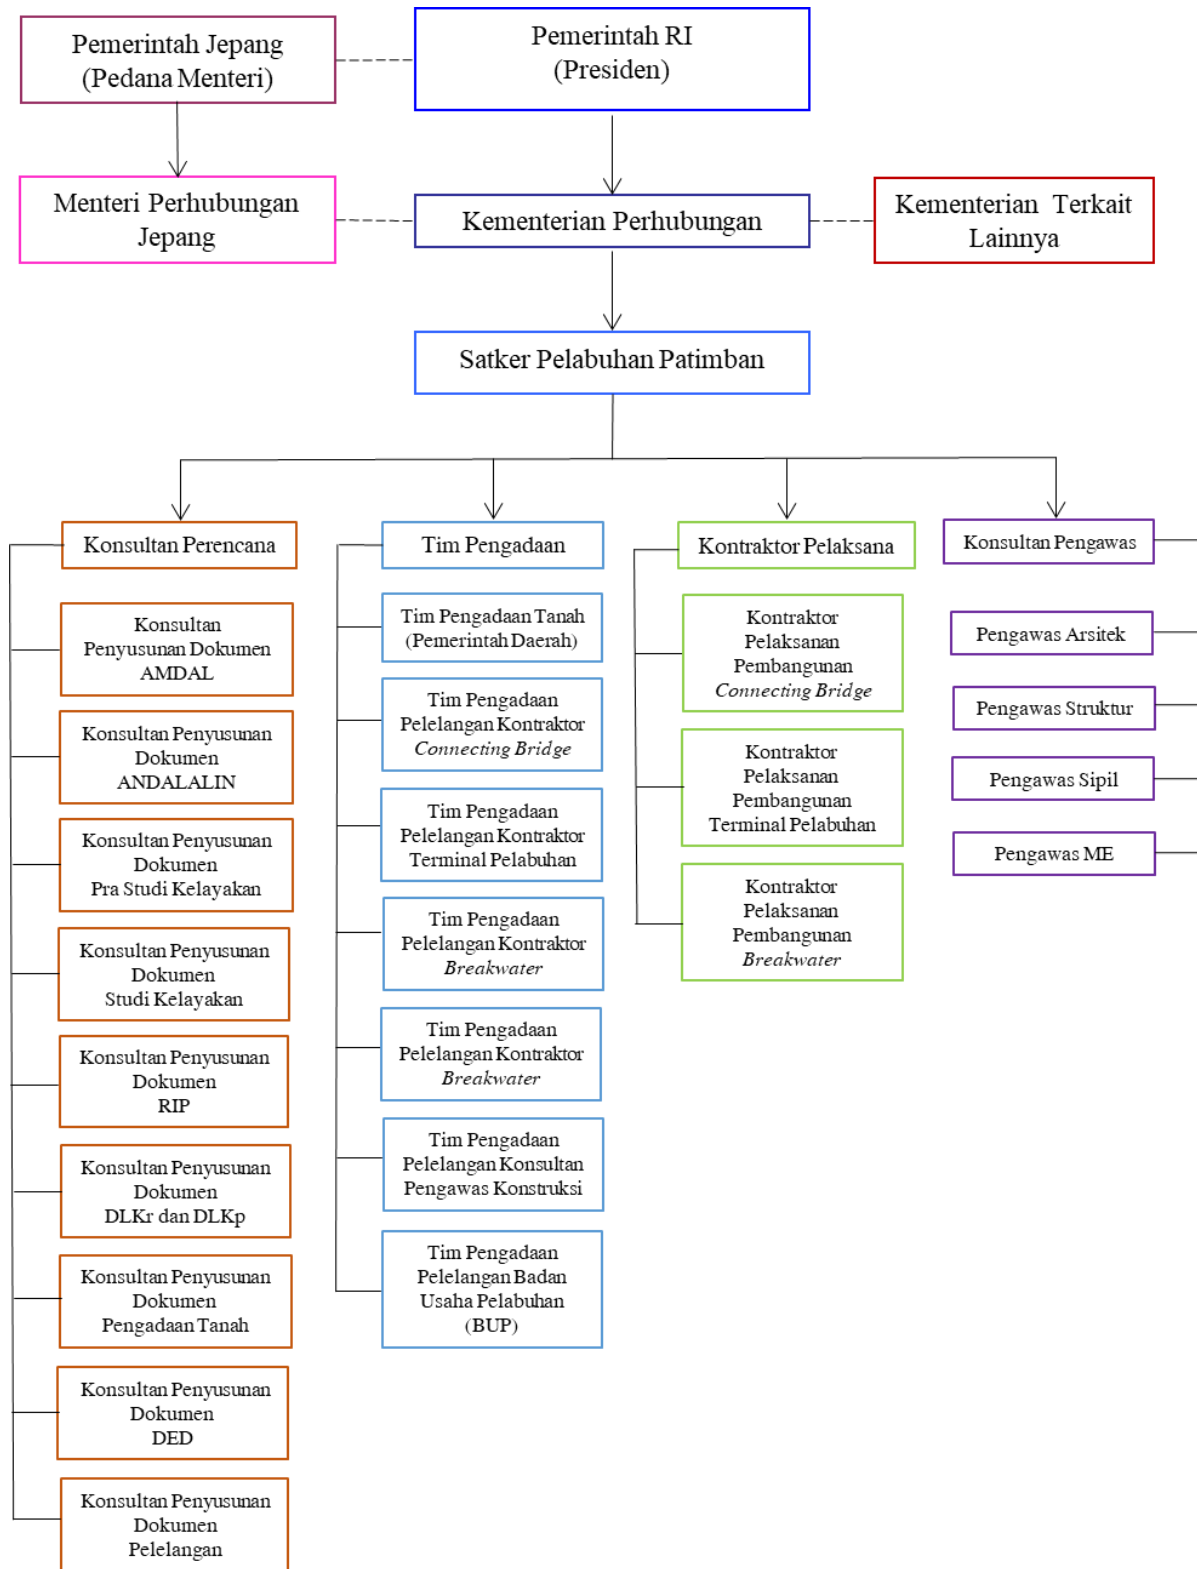 Pemerintah Jepang
(Pedana Menteri)
Pemerintah RI
(Presiden)
Menteri Perhubungan
Jepang
Kementerian Perhubungan
Kementerian Terkait
Lainnya
Satker Pelabuhan Patimban
Konsultan Perencana
Konsultan
Penyusunan Dokumen
AMDAL
Konsultan Penyusunan
Dokumen
ANDALALIN
Konsultan Penyusunan
Dokumen
Pra Studi Kelayakan
Konsultan Penyusunan
Dokumen
Studi Kelayakan
Konsultan Penyusunan
Dokumen
RIP
Konsultan Penyusunan
Dokumen
DLKr dan DLKp
Konsultan Penyusunan
Dokumen
Pengadaan Tanah
Konsultan Penyusunan
Dokumen
DED
Konsultan Penyusunan
Dokumen
Pelelangan
Tim Pengadaan
Tim Pengadaan Tanah
(Pemerintah Daerah)
Tim Pengadaan
Pelelangan Kontraktor
Connecting Bridge
Tim Pengadaan
Pelelangan Kontraktor
Terminal Pelabuhan
Tim Pengadaan
Pelelangan Kontraktor
Breakwater
Tim Pengadaan
Pelelangan Kontraktor
Breakwater
Tim Pengadaan
Pelelangan Konsultan
Pengawas Konstruksi
Tim Pengadaan
Pelelangan Badan
Usaha Pelabuhan
(BUP)
Kontraktor Pelaksana
Kontraktor
Pelaksanan
Pembangunan
Connecting Bridge
Kontraktor
Pelaksanan
Pembangunan
Terminal Pelabuhan
Kontraktor
Pelaksanan
Pembangunan
Breakwater
Konsultan Pengawas
Pengawas Arsitek
Pengawas Struktur
Pengawas Sipil
Pengawas ME